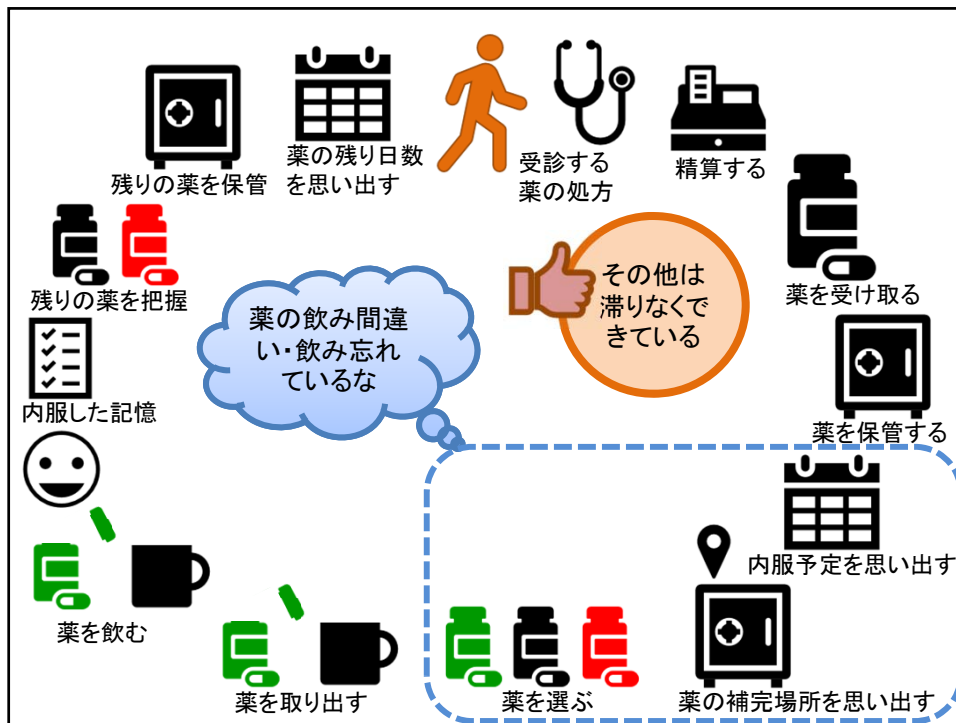 残りの薬を保管
薬の残り日数
を思い出す
受診する
薬の処方
精算する
薬を受け取る
薬を保管する
内服予定を思い出す
薬の補完場所を思い出す
薬を選ぶ
薬を取り出す
薬を飲む
内服した記憶
残りの薬を把握
薬の飲み間違
い・飲み忘れ
ているな
その他は
滞りなくで
きている